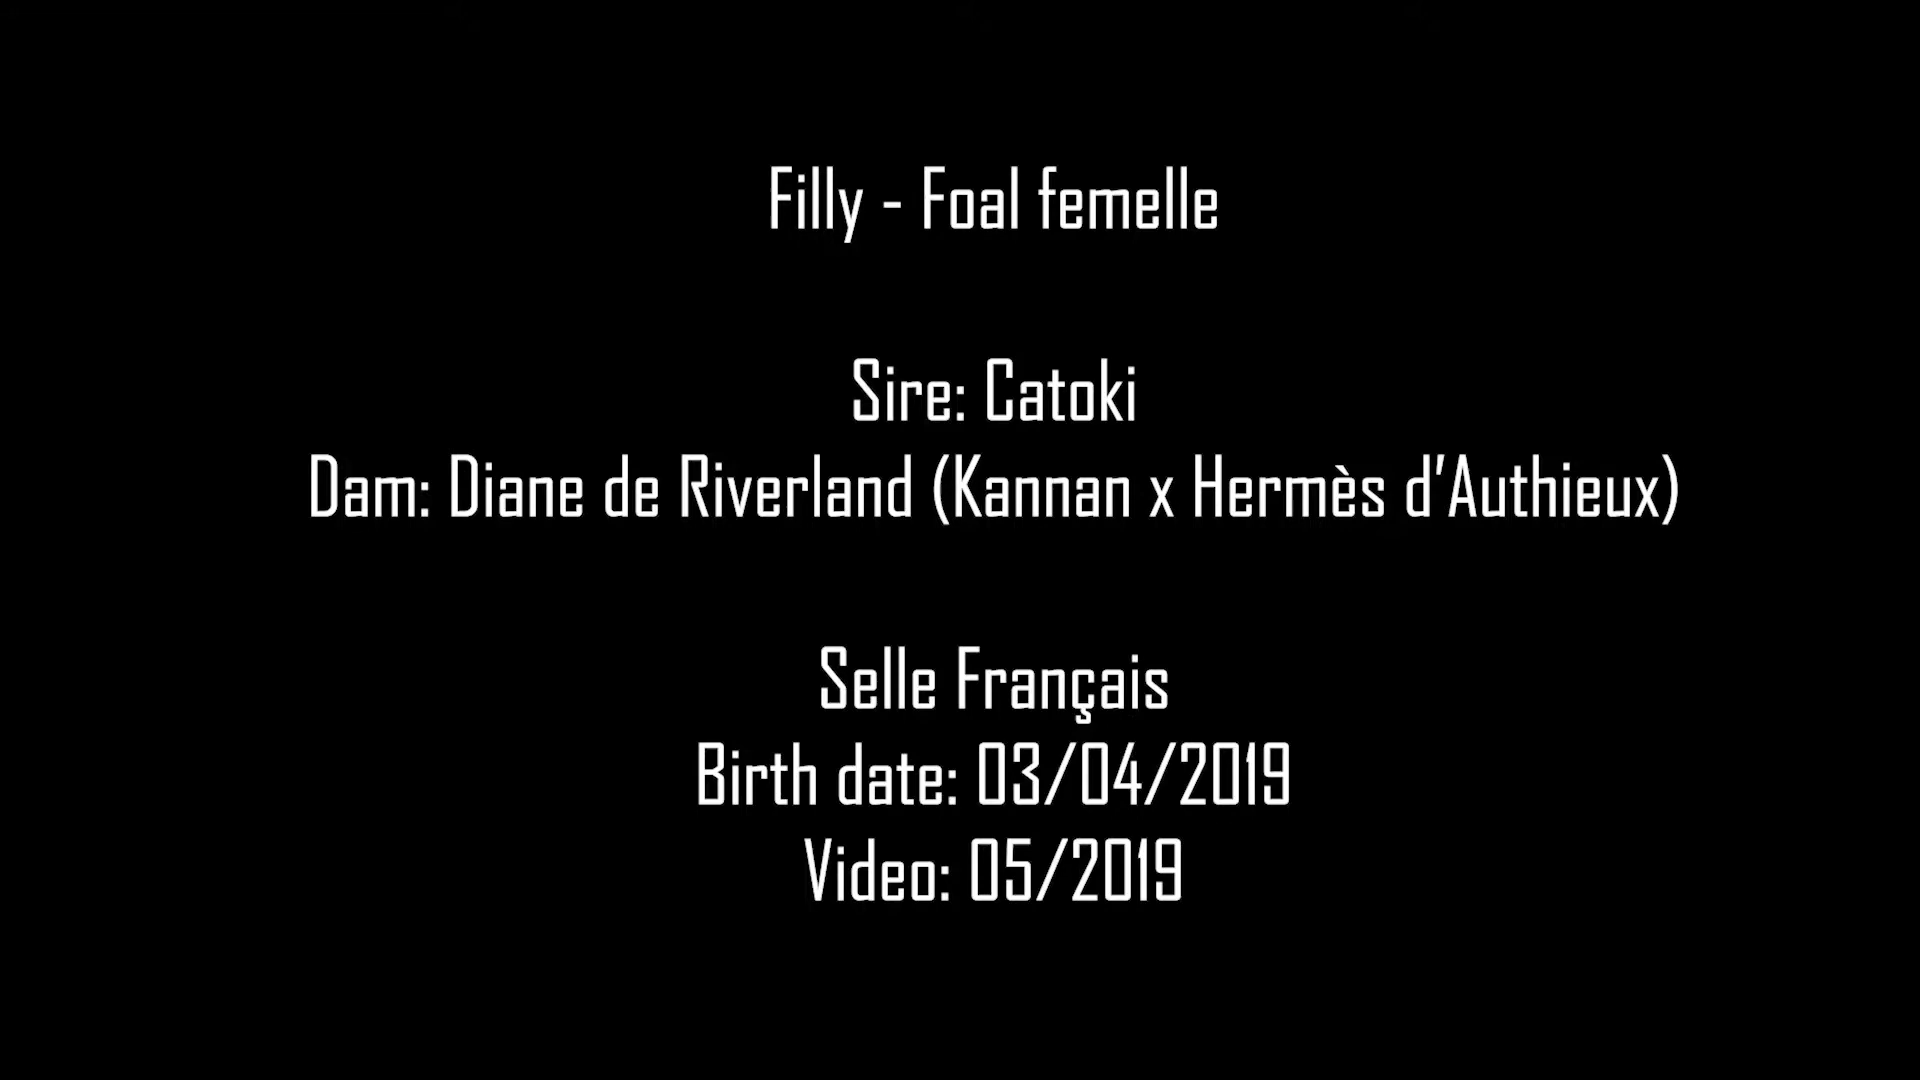 Filly - Foal femelle
Sire: Catoki
Dam: Diane de Riverland (Kannan x Hermès d'Authieux)
Selle Français
Birth date: 03/04/2019
Video: 05/2019